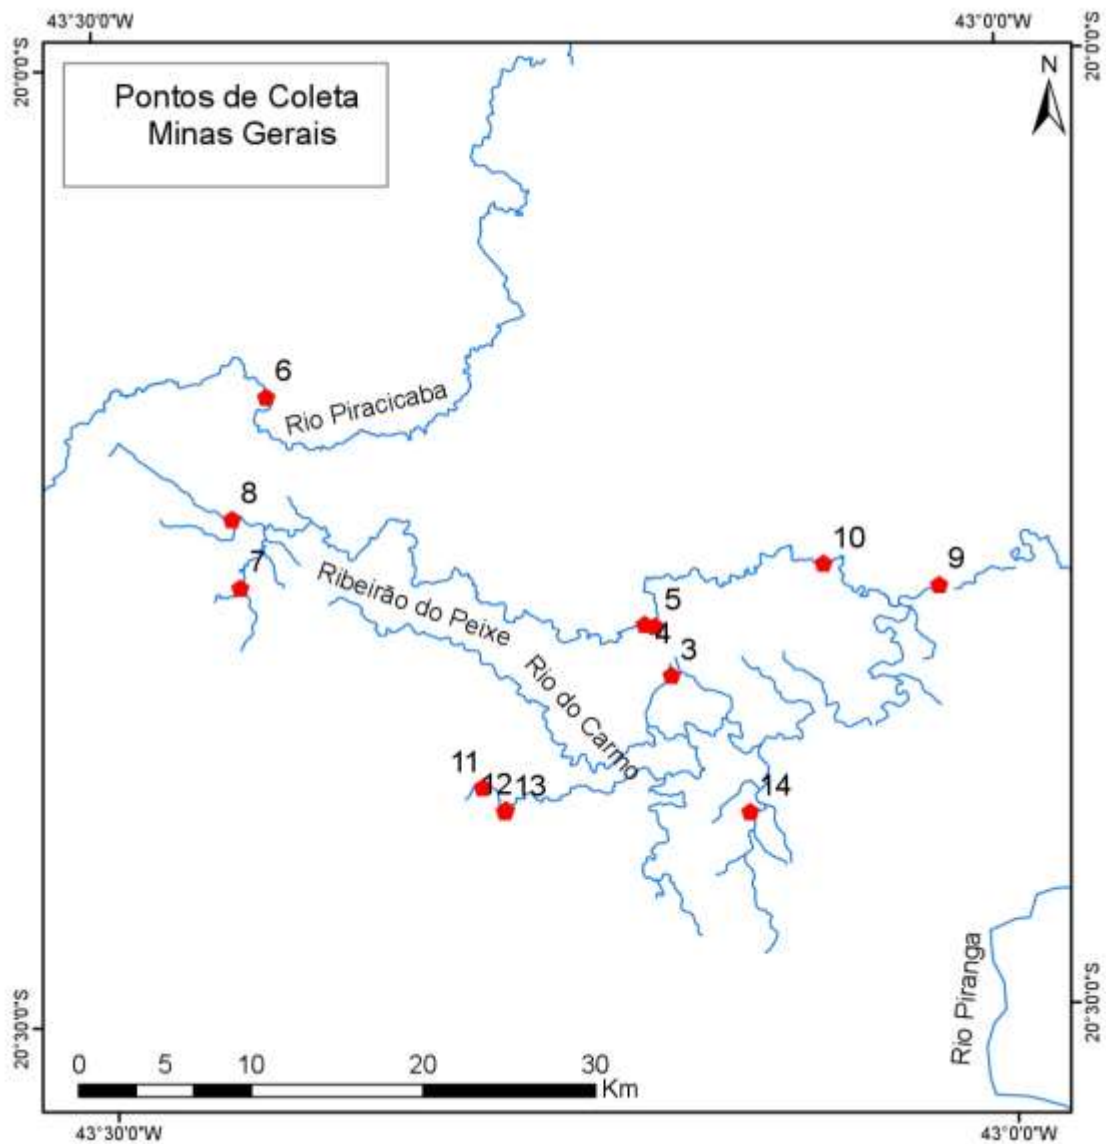 43°30'0"W
43°0'0"W
20°0'0"S
20°0'0"S
Pontos de Coleta
Minas Gerais
N
6
Rio Piracicaba
8
7
10
9
Ribeirão do Peixe
5
4
3
Rio do Carmo
11
12
13
14
Rio Piranga
20°30'0"S
20°30'0"S
0
5
10
20
30
Km
43°30'0"W
43°0'0"W